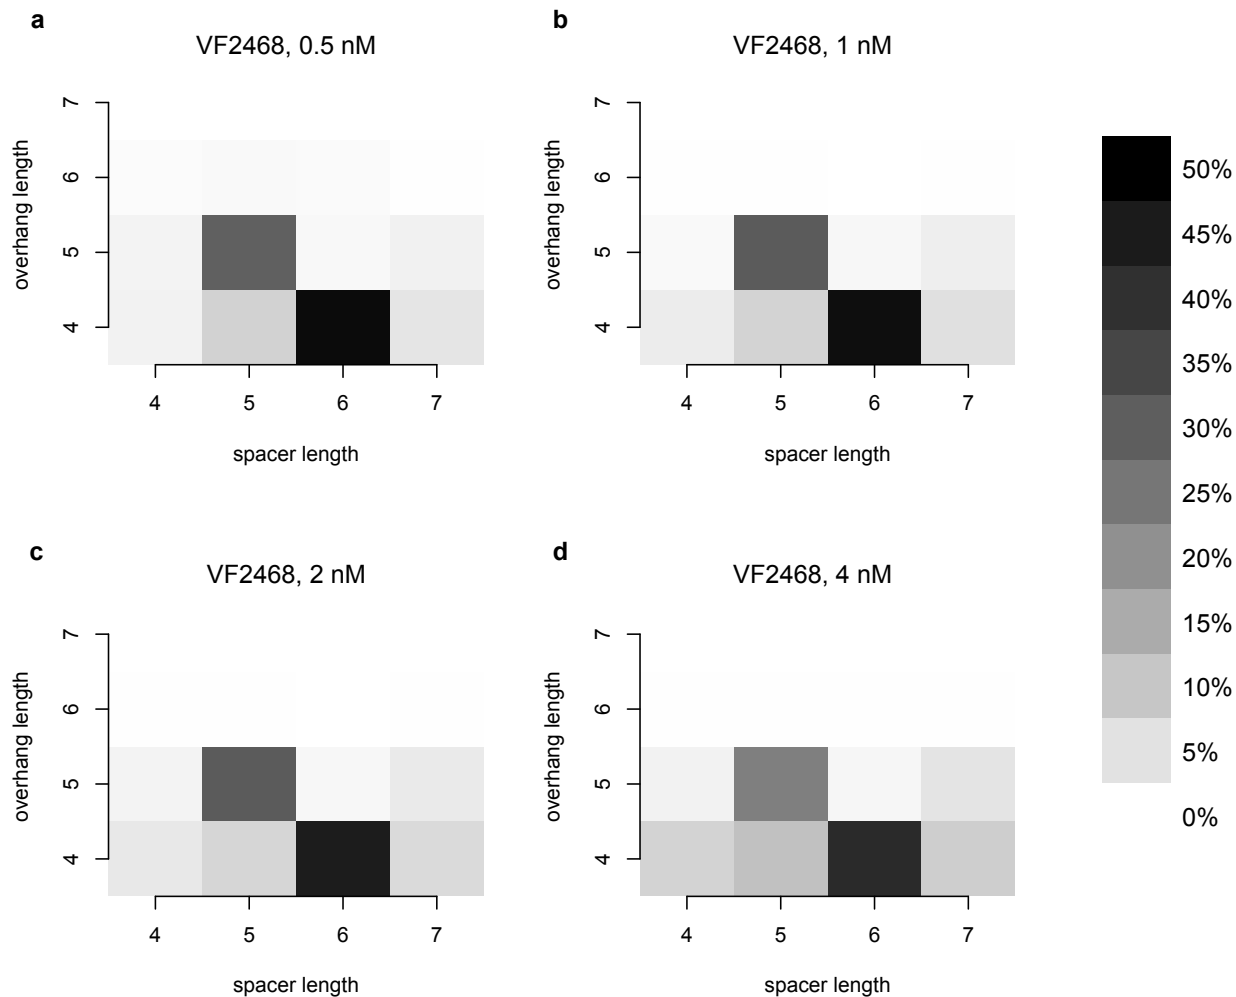 a
VF2468, 0.5 nM
overhang length
7
6
5
4
4 5 6 7
spacer length
b
VF2468, 1 nM
overhang length
7
6
5
4
4 5 6 7
spacer length
50%
45%
40%
35%
30%
25%
20%
15%
10%
5%
0%
c
VF2468, 2 nM
overhang length
7
6
5
4
4 5 6 7
spacer length
d
VF2468, 4 nM
overhang length
7
6
5
4
4 5 6 7
spacer length